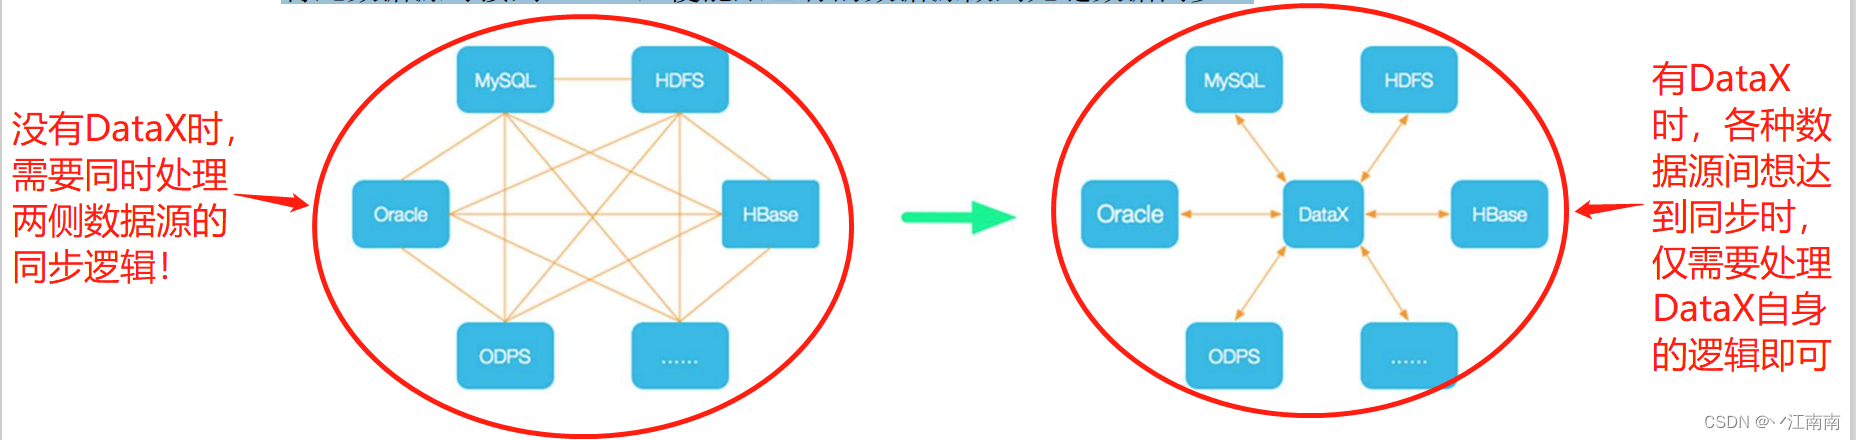 没有DataX时,
需要同时处理
两侧数据源的
同步逻辑!
MySQL
HDFS
Oracle
HBase
ODPS
......
MySQL
HDFS
Oracle
DataX
HBase
ODPS
......
有DataX
时，各种数
据源间想达
到同步时，
仅需要处理
DataX自身
的逻辑即可
CSDN @丷江南南